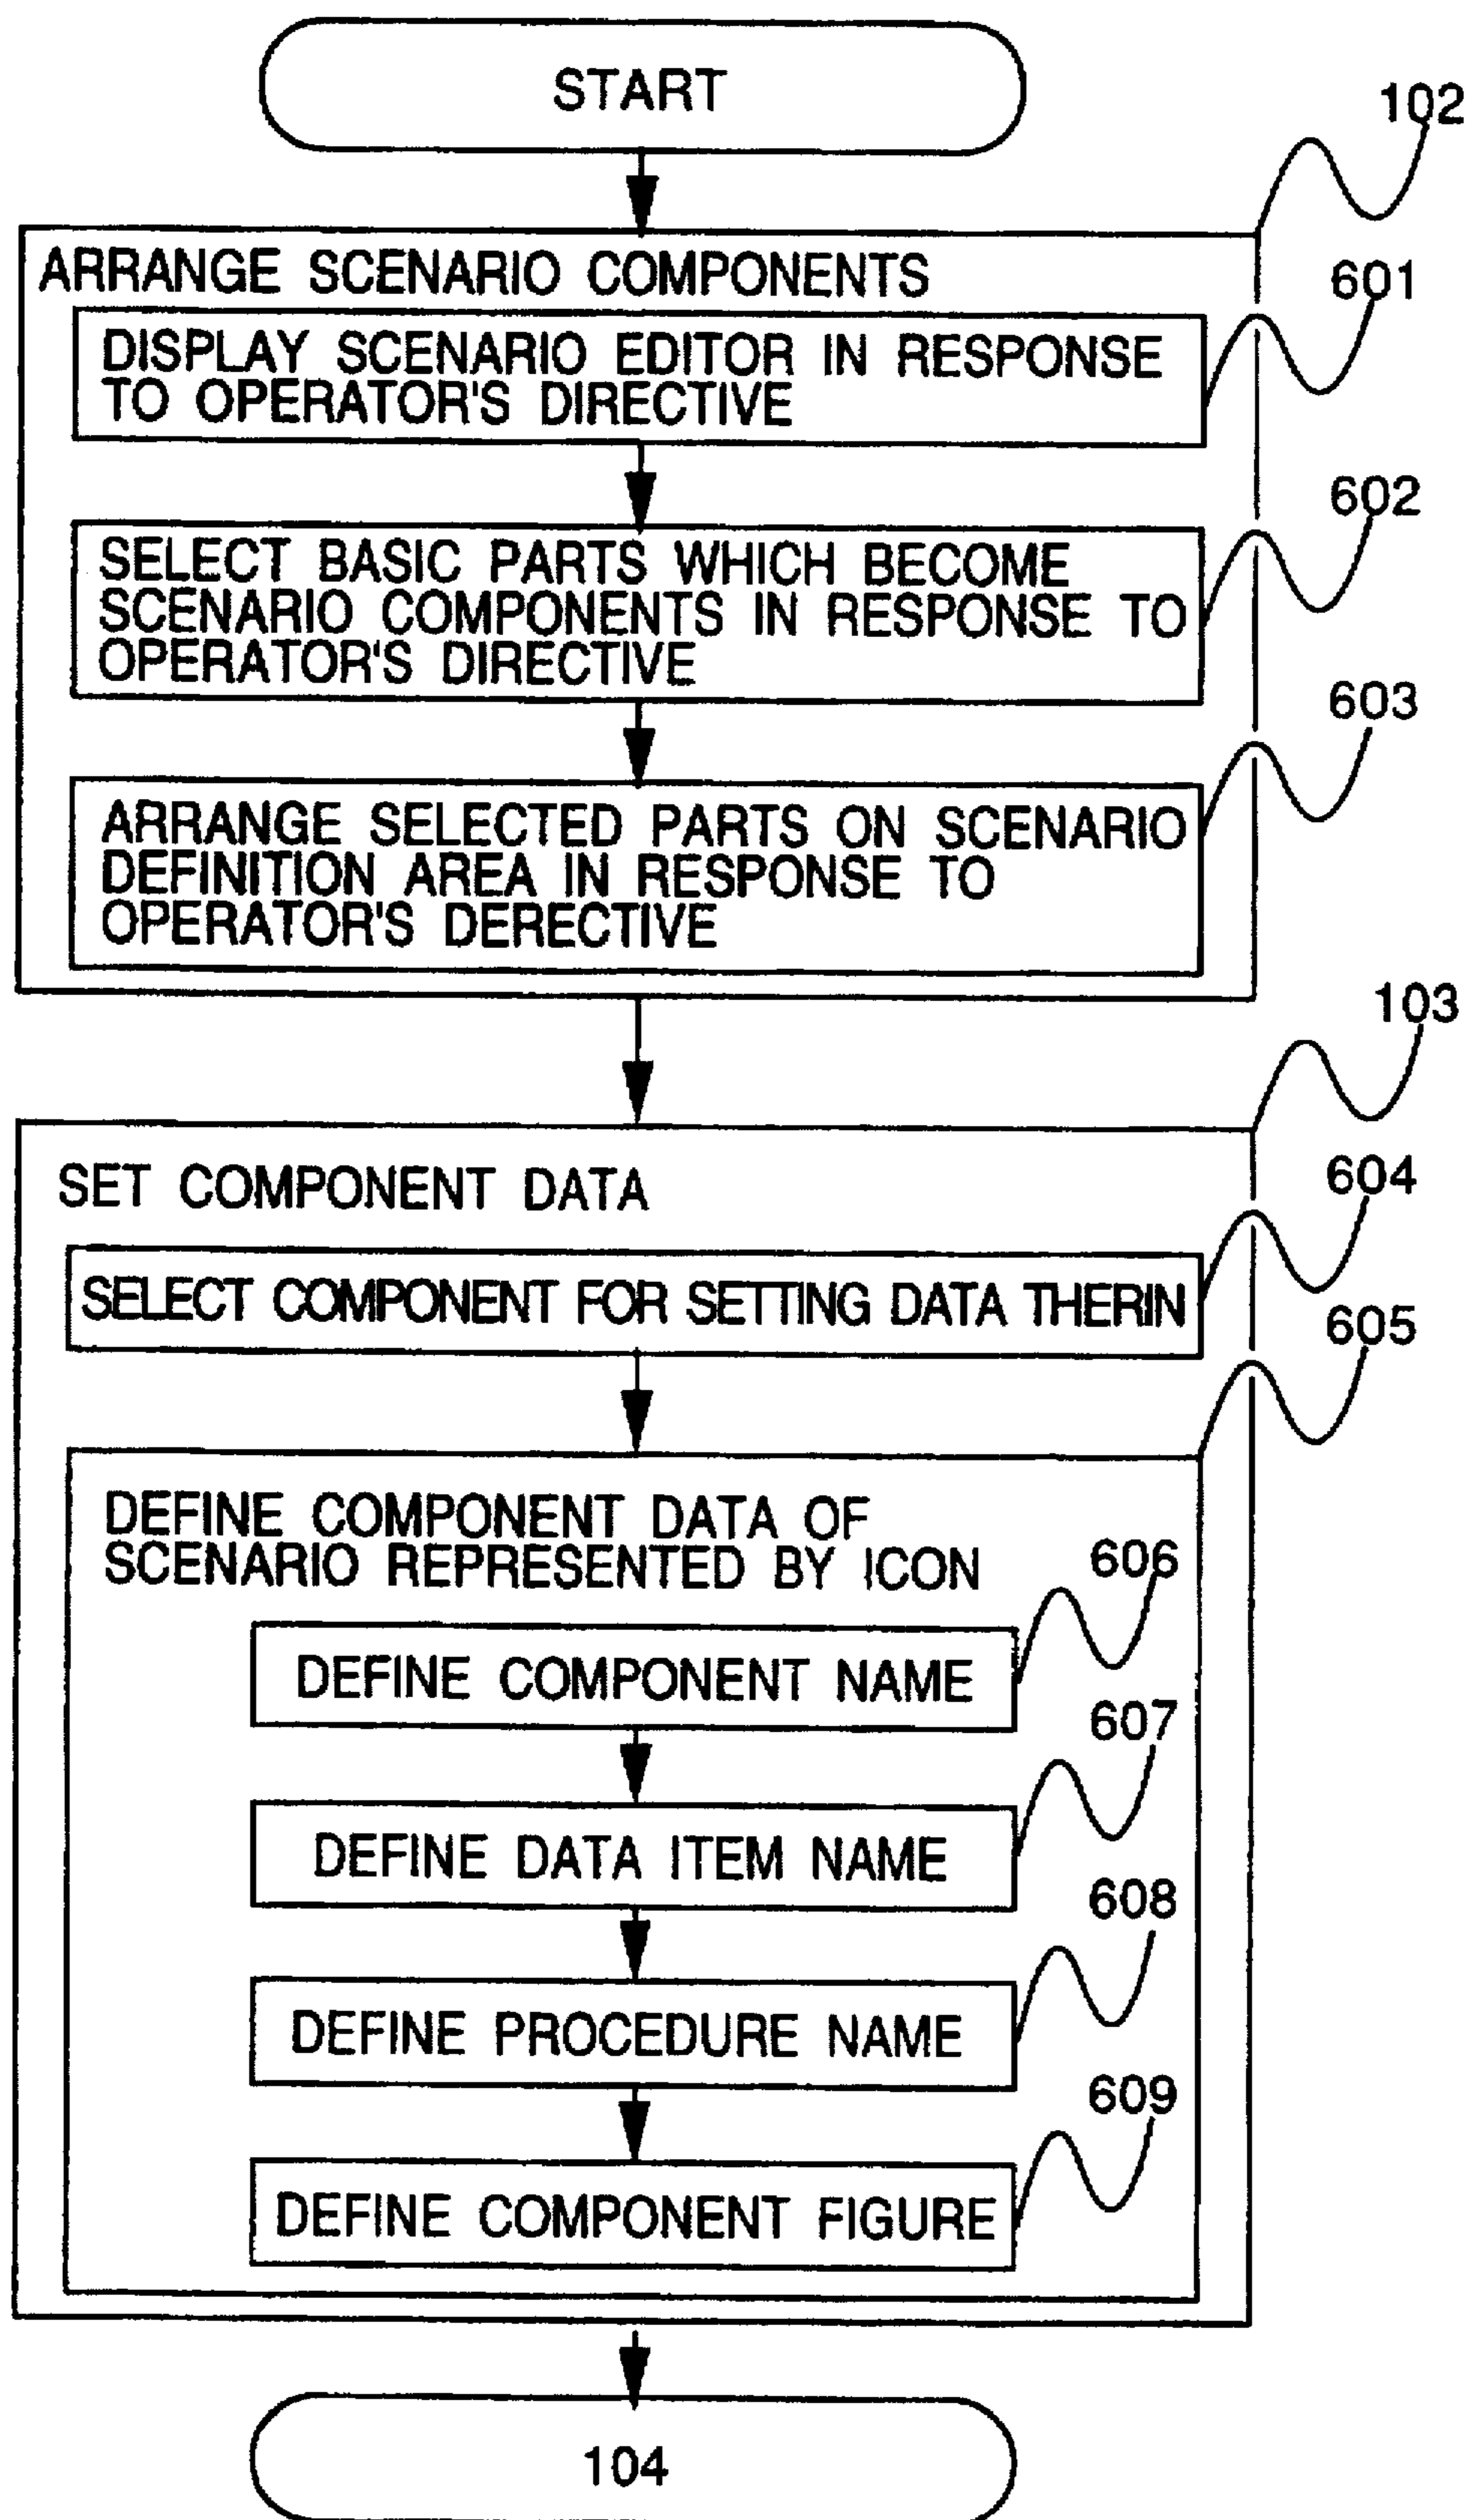 START
102
ARRANGE SCENARIO COMPONENTS
601
DISPLAY SCENARIO EDITOR IN RESPONSE
TO OPERATOR'S DIRECTIVE
602
SELECT BASIC PARTS WHICH BECOME
SCENARIO COMPONENTS IN RESPONSE TO
OPERATOR'S DIRECTIVE
603
ARRANGE SELECTED PARTS ON SCENARIO
DEFINITION AREA IN RESPONSE TO
OPERATOR'S DERECTIVE
103
SET COMPONENT DATA
604
SELECT COMPONENT FOR SETTING DATA THERIN
605
DEFINE COMPONENT DATA OF
SCENARIO REPRESENTED BY ICON
606
DEFINE COMPONENT NAME
607
DEFINE DATA ITEM NAME
608
DEFINE PROCEDURE NAME
609
DEFINE COMPONENT FIGURE
104